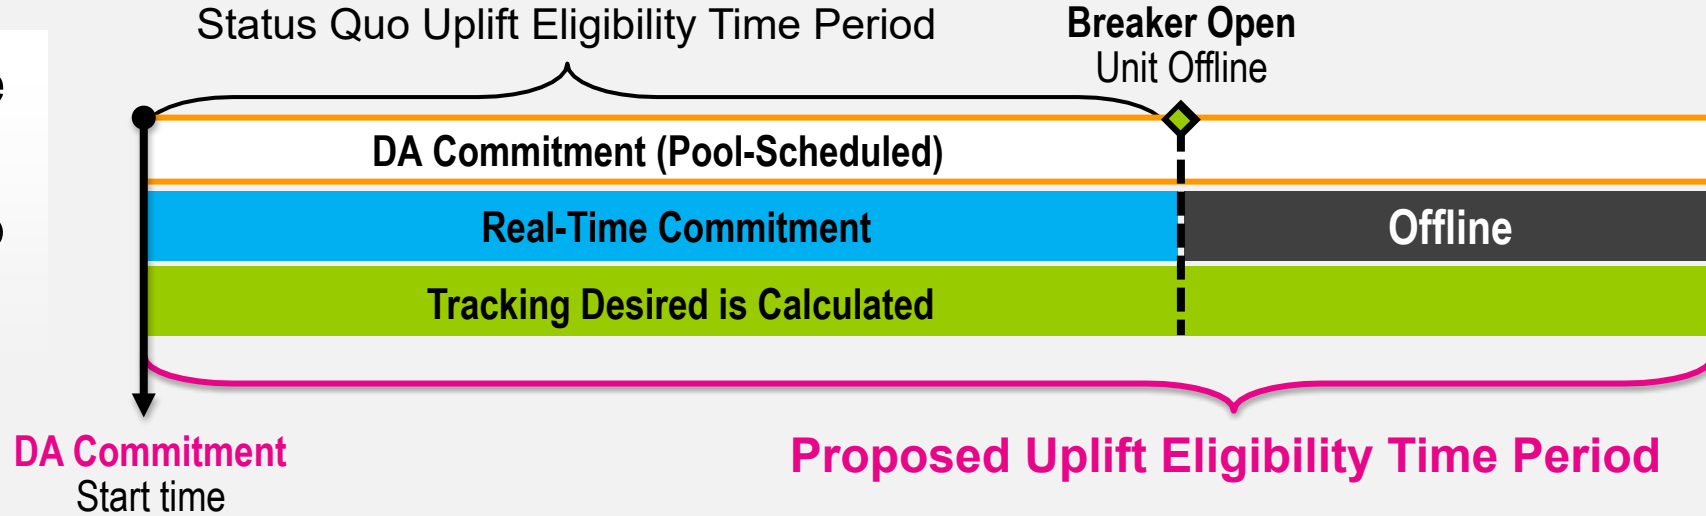 Status Quo Uplift Eligibility Time Period
Breaker Open
Unit Offline
DA Commitment (Pool-Scheduled)
Real-Time Commitment
Offline
Tracking Desired is Calculated
Proposed Uplift Eligibility Time Period
DA Commitment
Start time